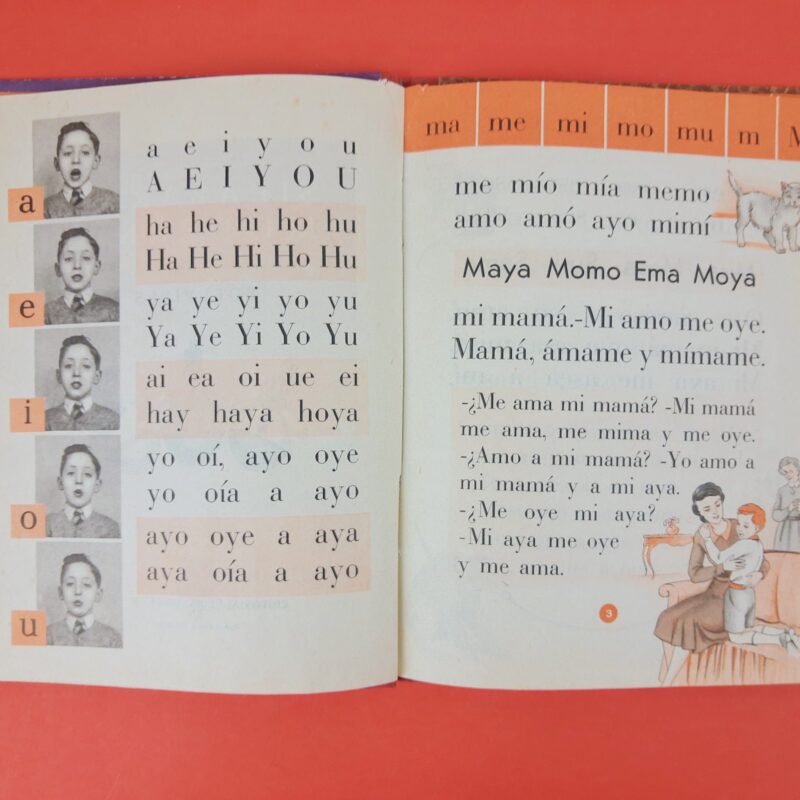 a
e
i
o
u
a e i y o u
A E I Y O U
ha he hi ho hu
Ha He Hi Ho Hu
ya ye yi yo yu
Ya Ye Yi Yo Yu
ai ea oi ue ei
hay haya hoya
yo oí, ayo oye
yo oía a ayo
ayo oye a aya
aya oía a ayo
ma me mi mo mu m M
me mío mía memo
amo amó ayo mimí
Maya Momo Ema Moya
mi mamá.-Mi amo me oye.
Mamá, ámame y mímame.
-¿Me ama mi mamá? -Mi mamá
me ama, me mima y me oye.
-¿Amo a mi mamá? -Yo amo a
mi mamá y a mi aya.
-¿Me oye mi aya?
-Mi aya me oye
y me ama.
3